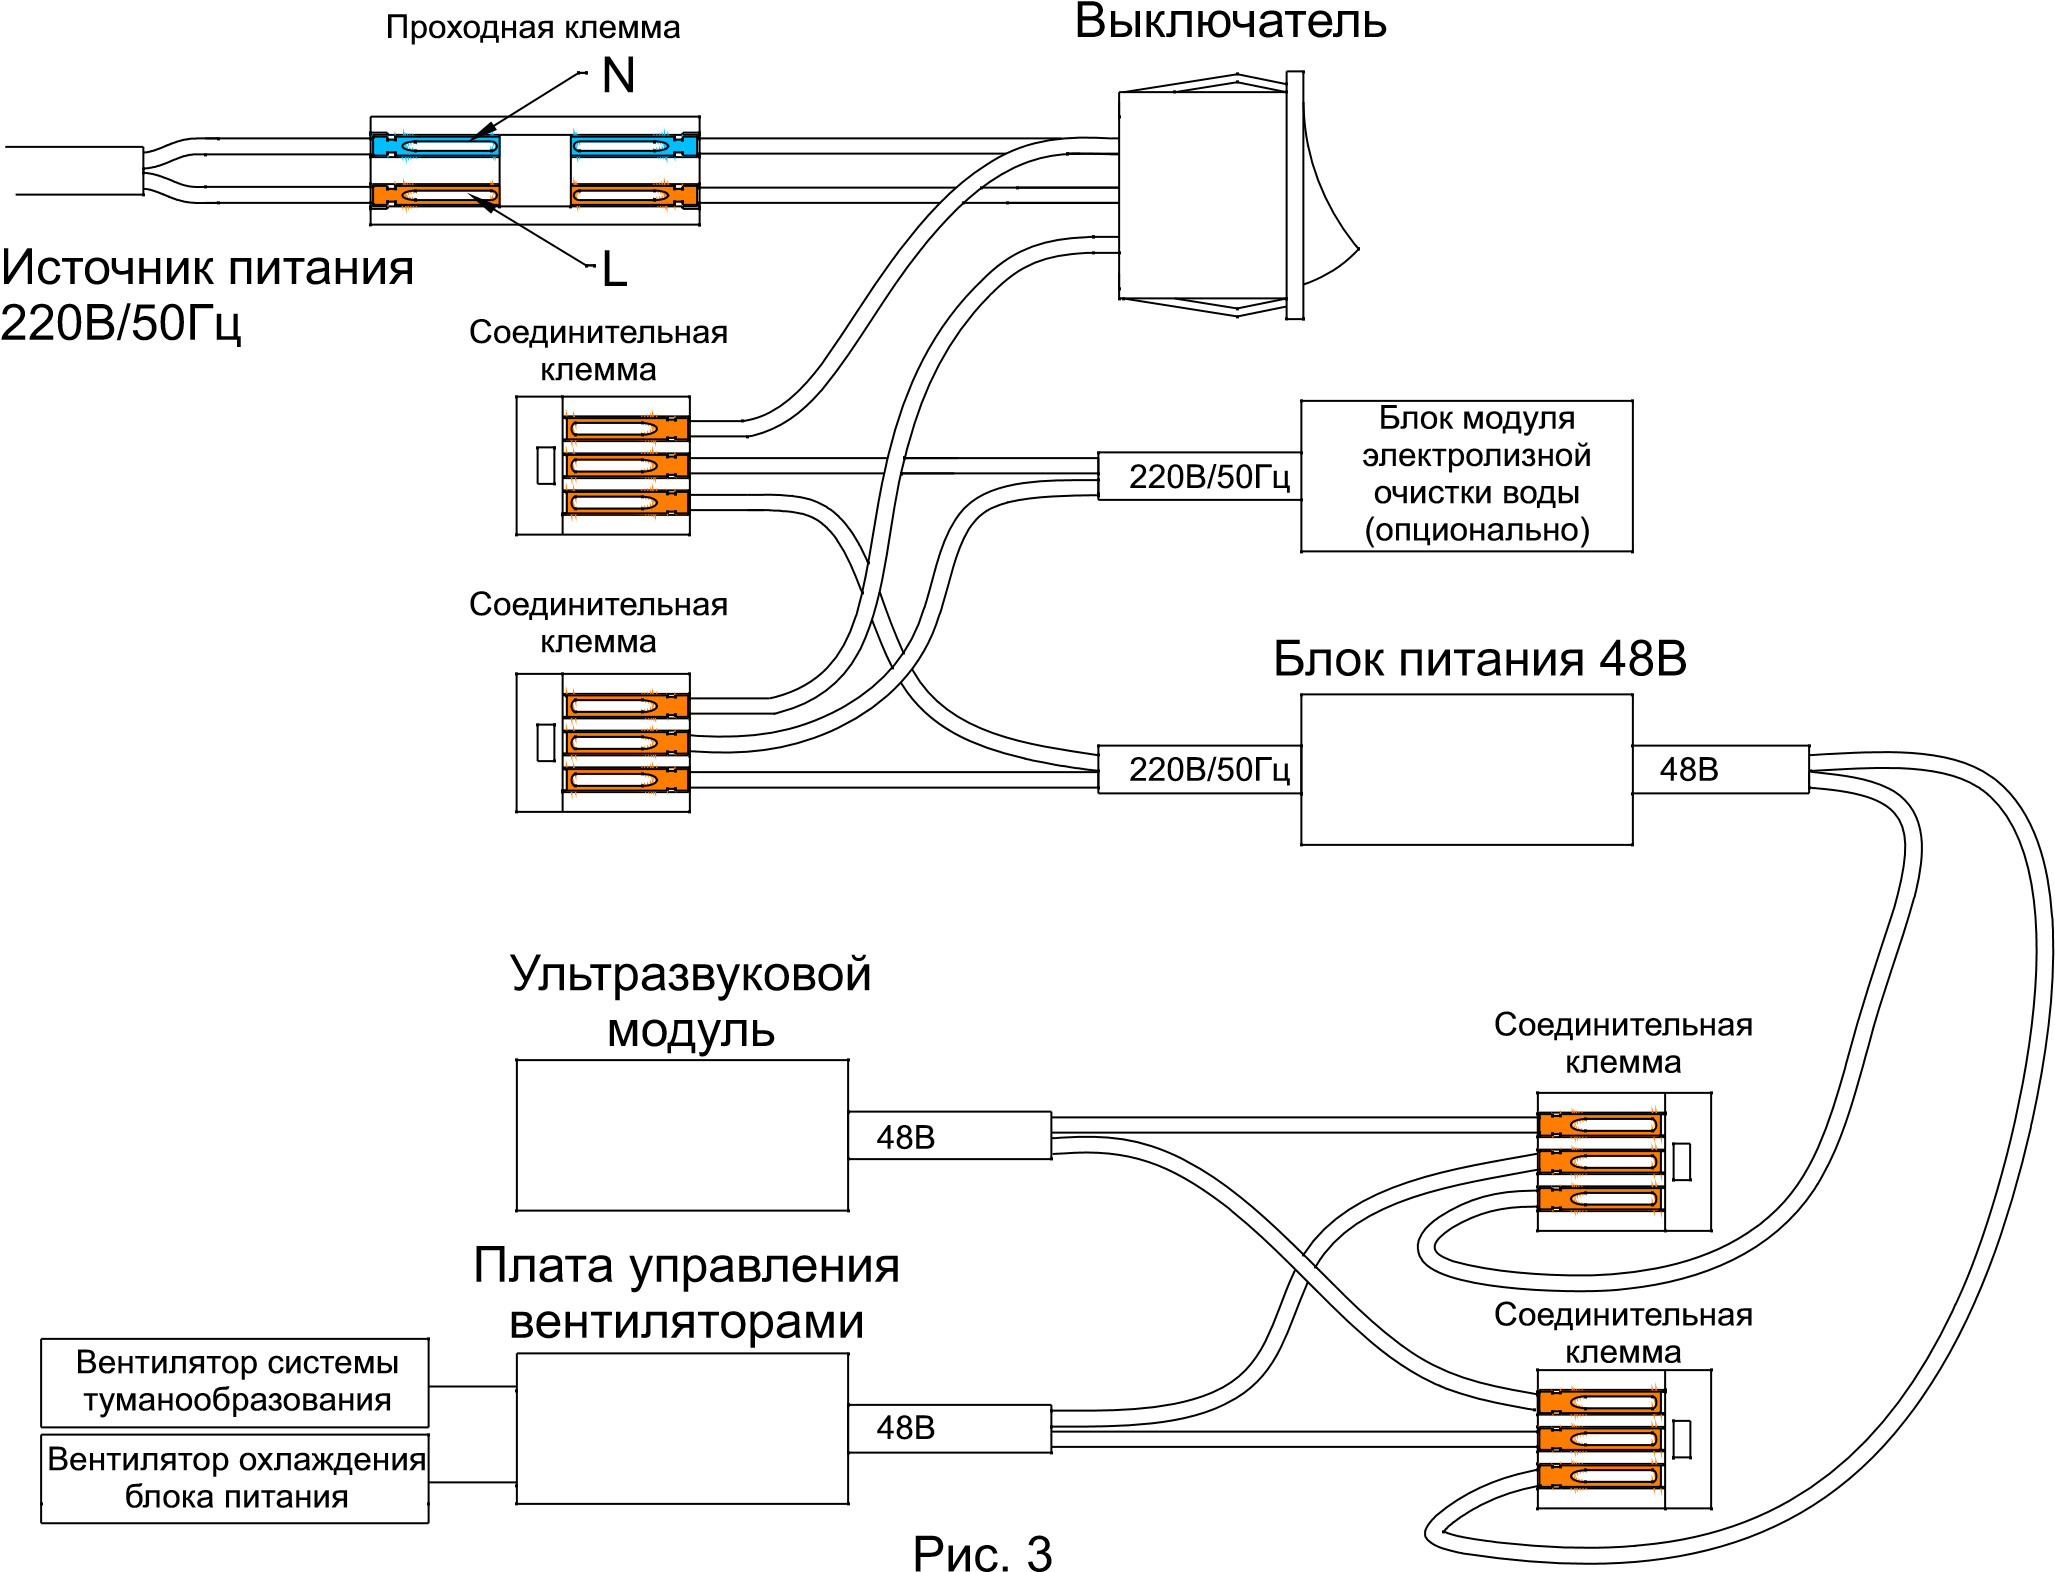 Проходная клемма
Выключатель
N
L
Источник питания
220В/50Гц
Соединительная
клемма
220В/50Гц
Блок модуля
электролизной
очистки воды
(опционально)
Соединительная
клемма
Блок питания 48В
220В/50Гц
48В
Ультразвуковой
модуль
48В
Соединительная
клемма
Плата управления
вентиляторами
48В
Соединительная
клемма
Вентилятор системы
туманообразования
Вентилятор охлаждения
блока питания
Рис. 3